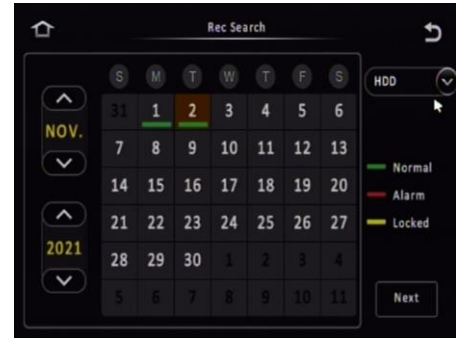 Rec Search
S M T W T F S
HDD
31 1 2 3 4 5 6
NOV.
7 8 9 10 11 12 13
Normal
14 15 16 17 18 19 20
Alarm
21 22 23 24 25 26 27
Locked
2021
28 29 30 1 2 3 4
5 6 7 8 9 10 11
Next